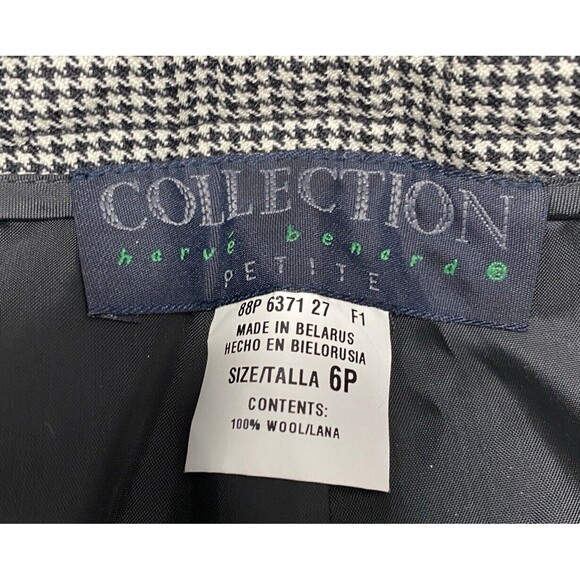 COLLECTION
harvé benard ®
PETITE
88P 6371 27 F1
MADE IN BELARUS
HECHO EN BIELORUSIA
SIZE/TALLA 6P
CONTENTS:
100% WOOL/LANA